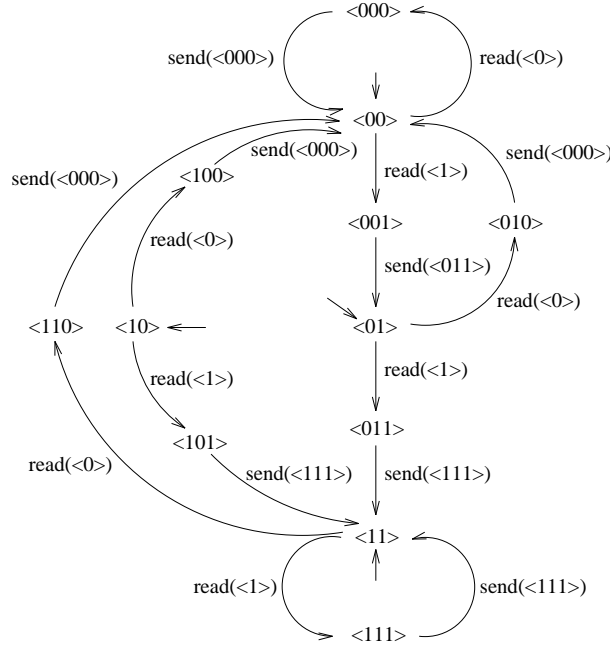 <000>
send(<000>) read(<0>)
<00>
send(<000>) send(<000>)
read(<1>)
send(<000>) <100>
<001> <010>
read(<0>) send(<011>)
read(<0>)
<110> <10> <01>
read(<1>) read(<1>)
<101> <011>
read(<0>) send(<111>) send(<111>)
<11>
read(<1>) send(<111>)
<111>